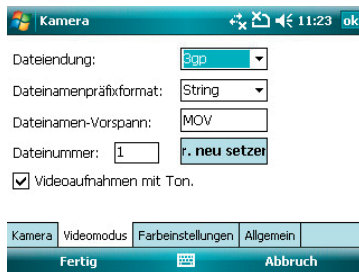 Kamera 11:23 ok
Dateiendung: 3gp
Dateinamenpräfixformat: String
Dateinamen-Vorspann: MOV
Dateinummer: 1 r. neu setzen
Videoaufnahmen mit Ton.
Kamera Videomodus Farbeinstellungen Allgemein
Fertig Abbruch